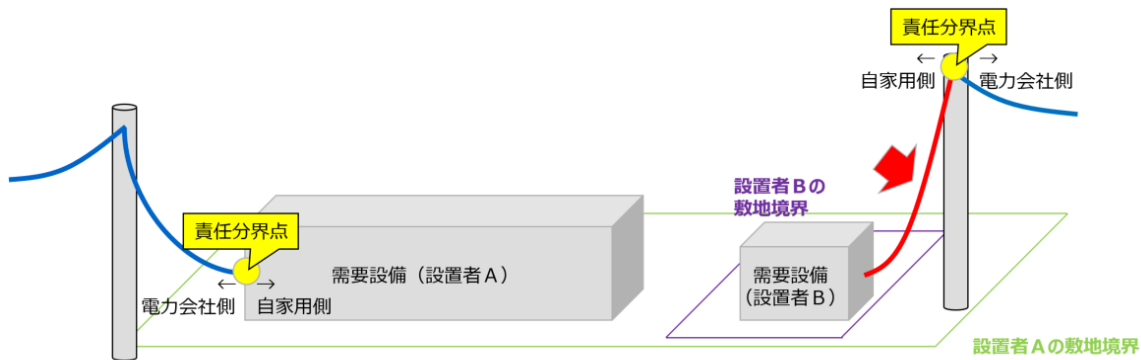 責任分界点
← →
自家用側 電力会社側
設置者Bの
敷地境界
責任分界点
需要設備(設置者A)
需要設備
(設置者B)
← →
電力会社側 自家用側
設置者Aの敷地境界